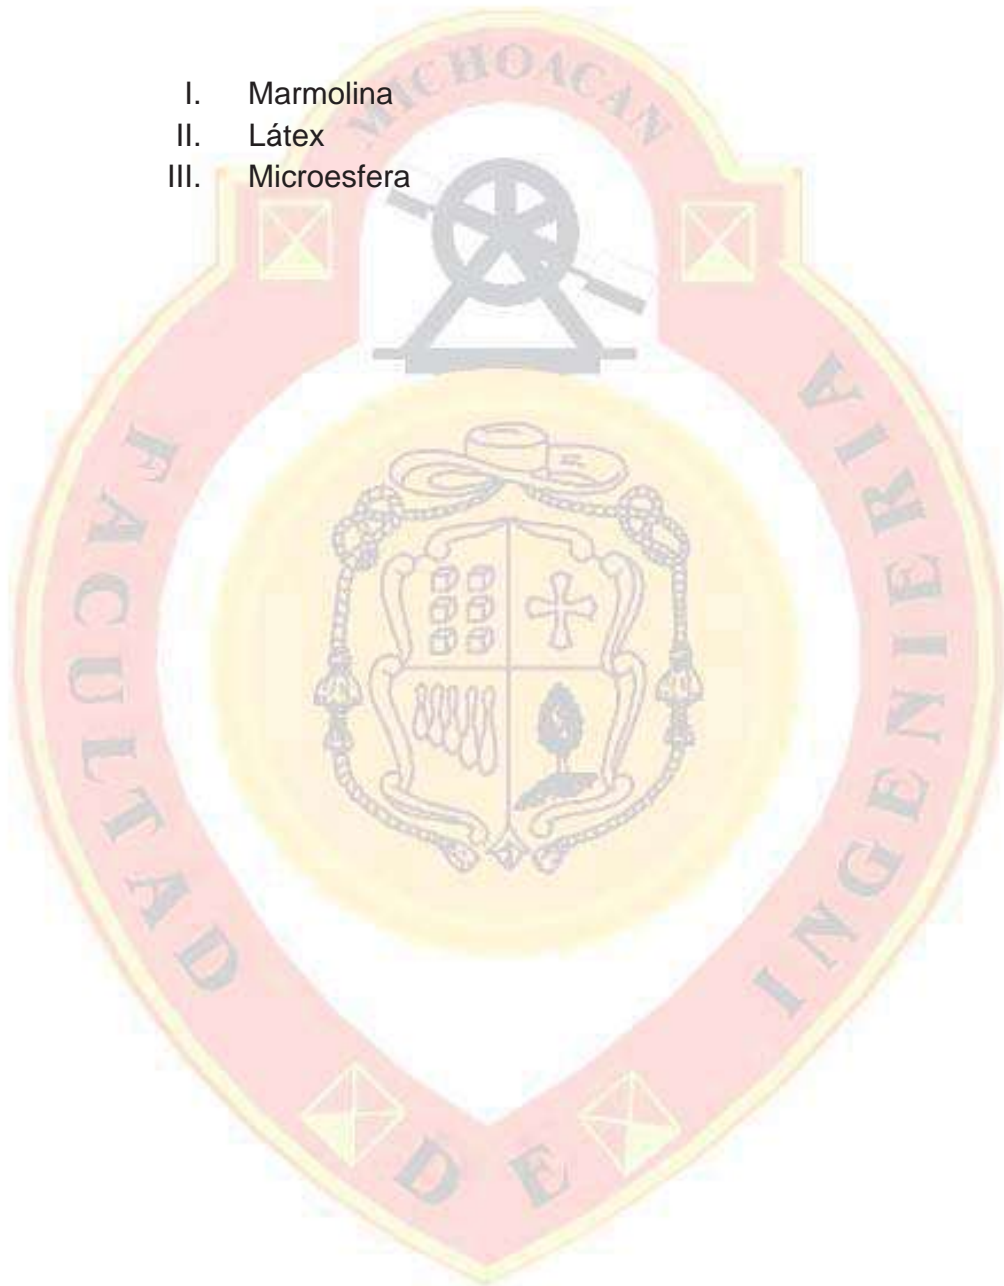 I. Marmolina
II. Látex
III. Microesfera
MICHOACAN
FACULTAD
DE
INGENIERIA